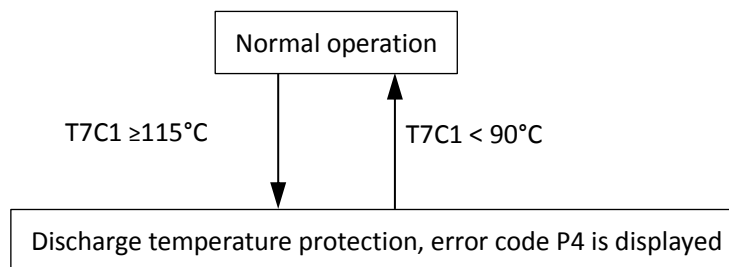 Normal operation
T7C1 ≥115°C
T7C1 < 90°C
Discharge temperature protection, error code P4 is displayed